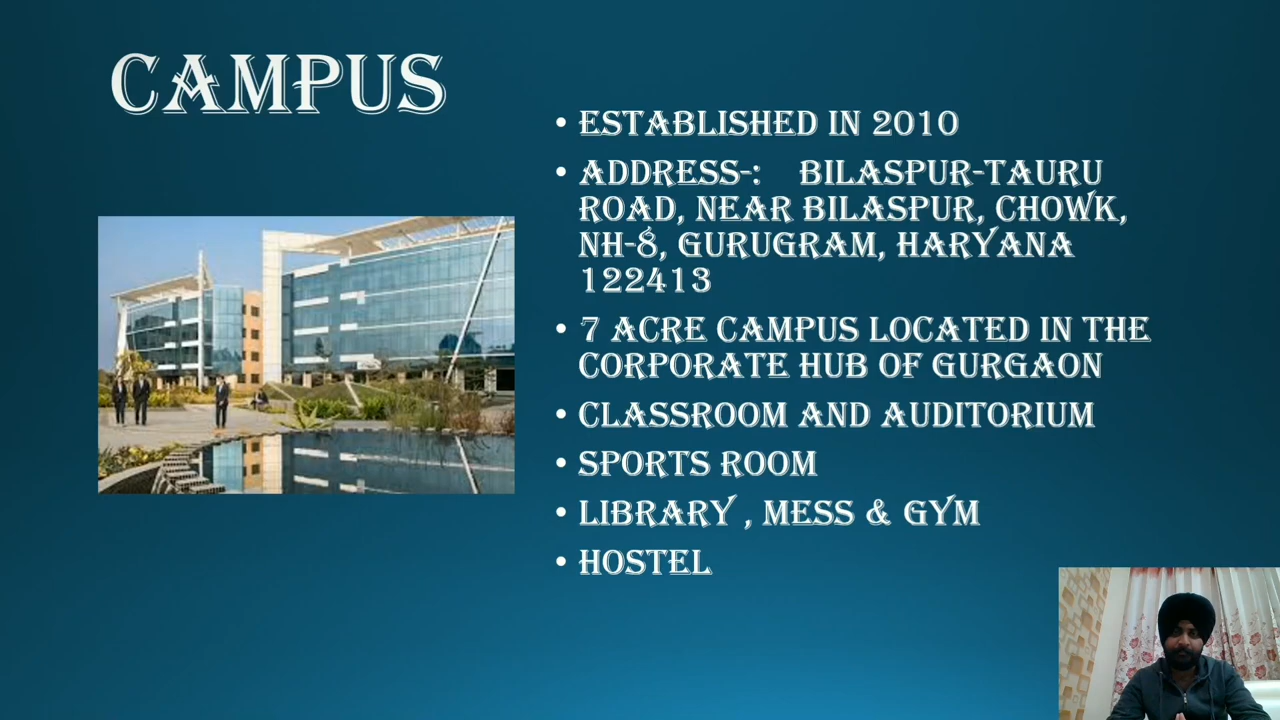 CAMPUS
• ESTABLISHED IN 2010
• ADDRESS-: BILASPUR-TAURU
ROAD, NEAR BILASPUR, CHOWK,
NH-8, GURUGRAM, HARYANA
122413
• 7 ACRE CAMPUS LOCATED IN THE
CORPORATE HUB OF GURGAON
• CLASSROOM AND AUDITORIUM
• SPORTS ROOM
• LIBRARY , MESS & GYM
• HOSTEL